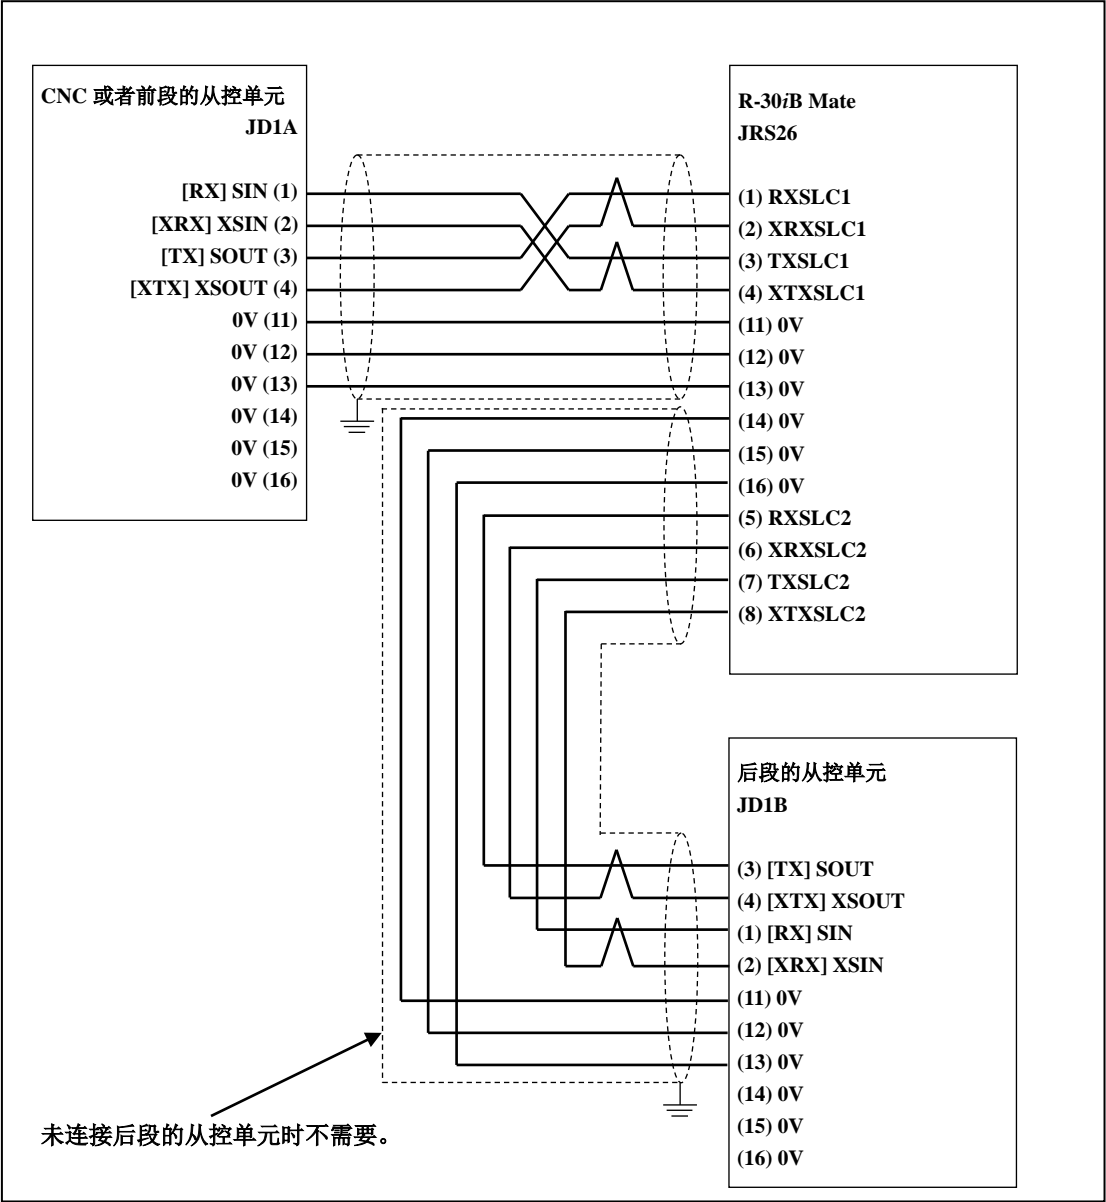 CNC 或者前段的从控单元
JD1A
[RX] SIN (1)
[XRX] XSIN (2)
[TX] SOUT (3)
[XTX] XSOUT (4)
0V (11)
0V (12)
0V (13)
0V (14)
0V (15)
0V (16)
R-30iB Mate
JRS26
(1) RXSLC1
(2) XRXSLC1
(3) TXSLC1
(4) XTXSLC1
(11) 0V
(12) 0V
(13) 0V
(14) 0V
(15) 0V
(16) 0V
(5) RXSLC2
(6) XRXSLC2
(7) TXSLC2
(8) XTXSLC2
后段的从控单元
JD1B
(3) [TX] SOUT
(4) [XTX] XSOUT
(1) [RX] SIN
(2) [XRX] XSIN
(11) 0V
(12) 0V
(13) 0V
(14) 0V
(15) 0V
(16) 0V
未连接后段的从控单元时不需要。